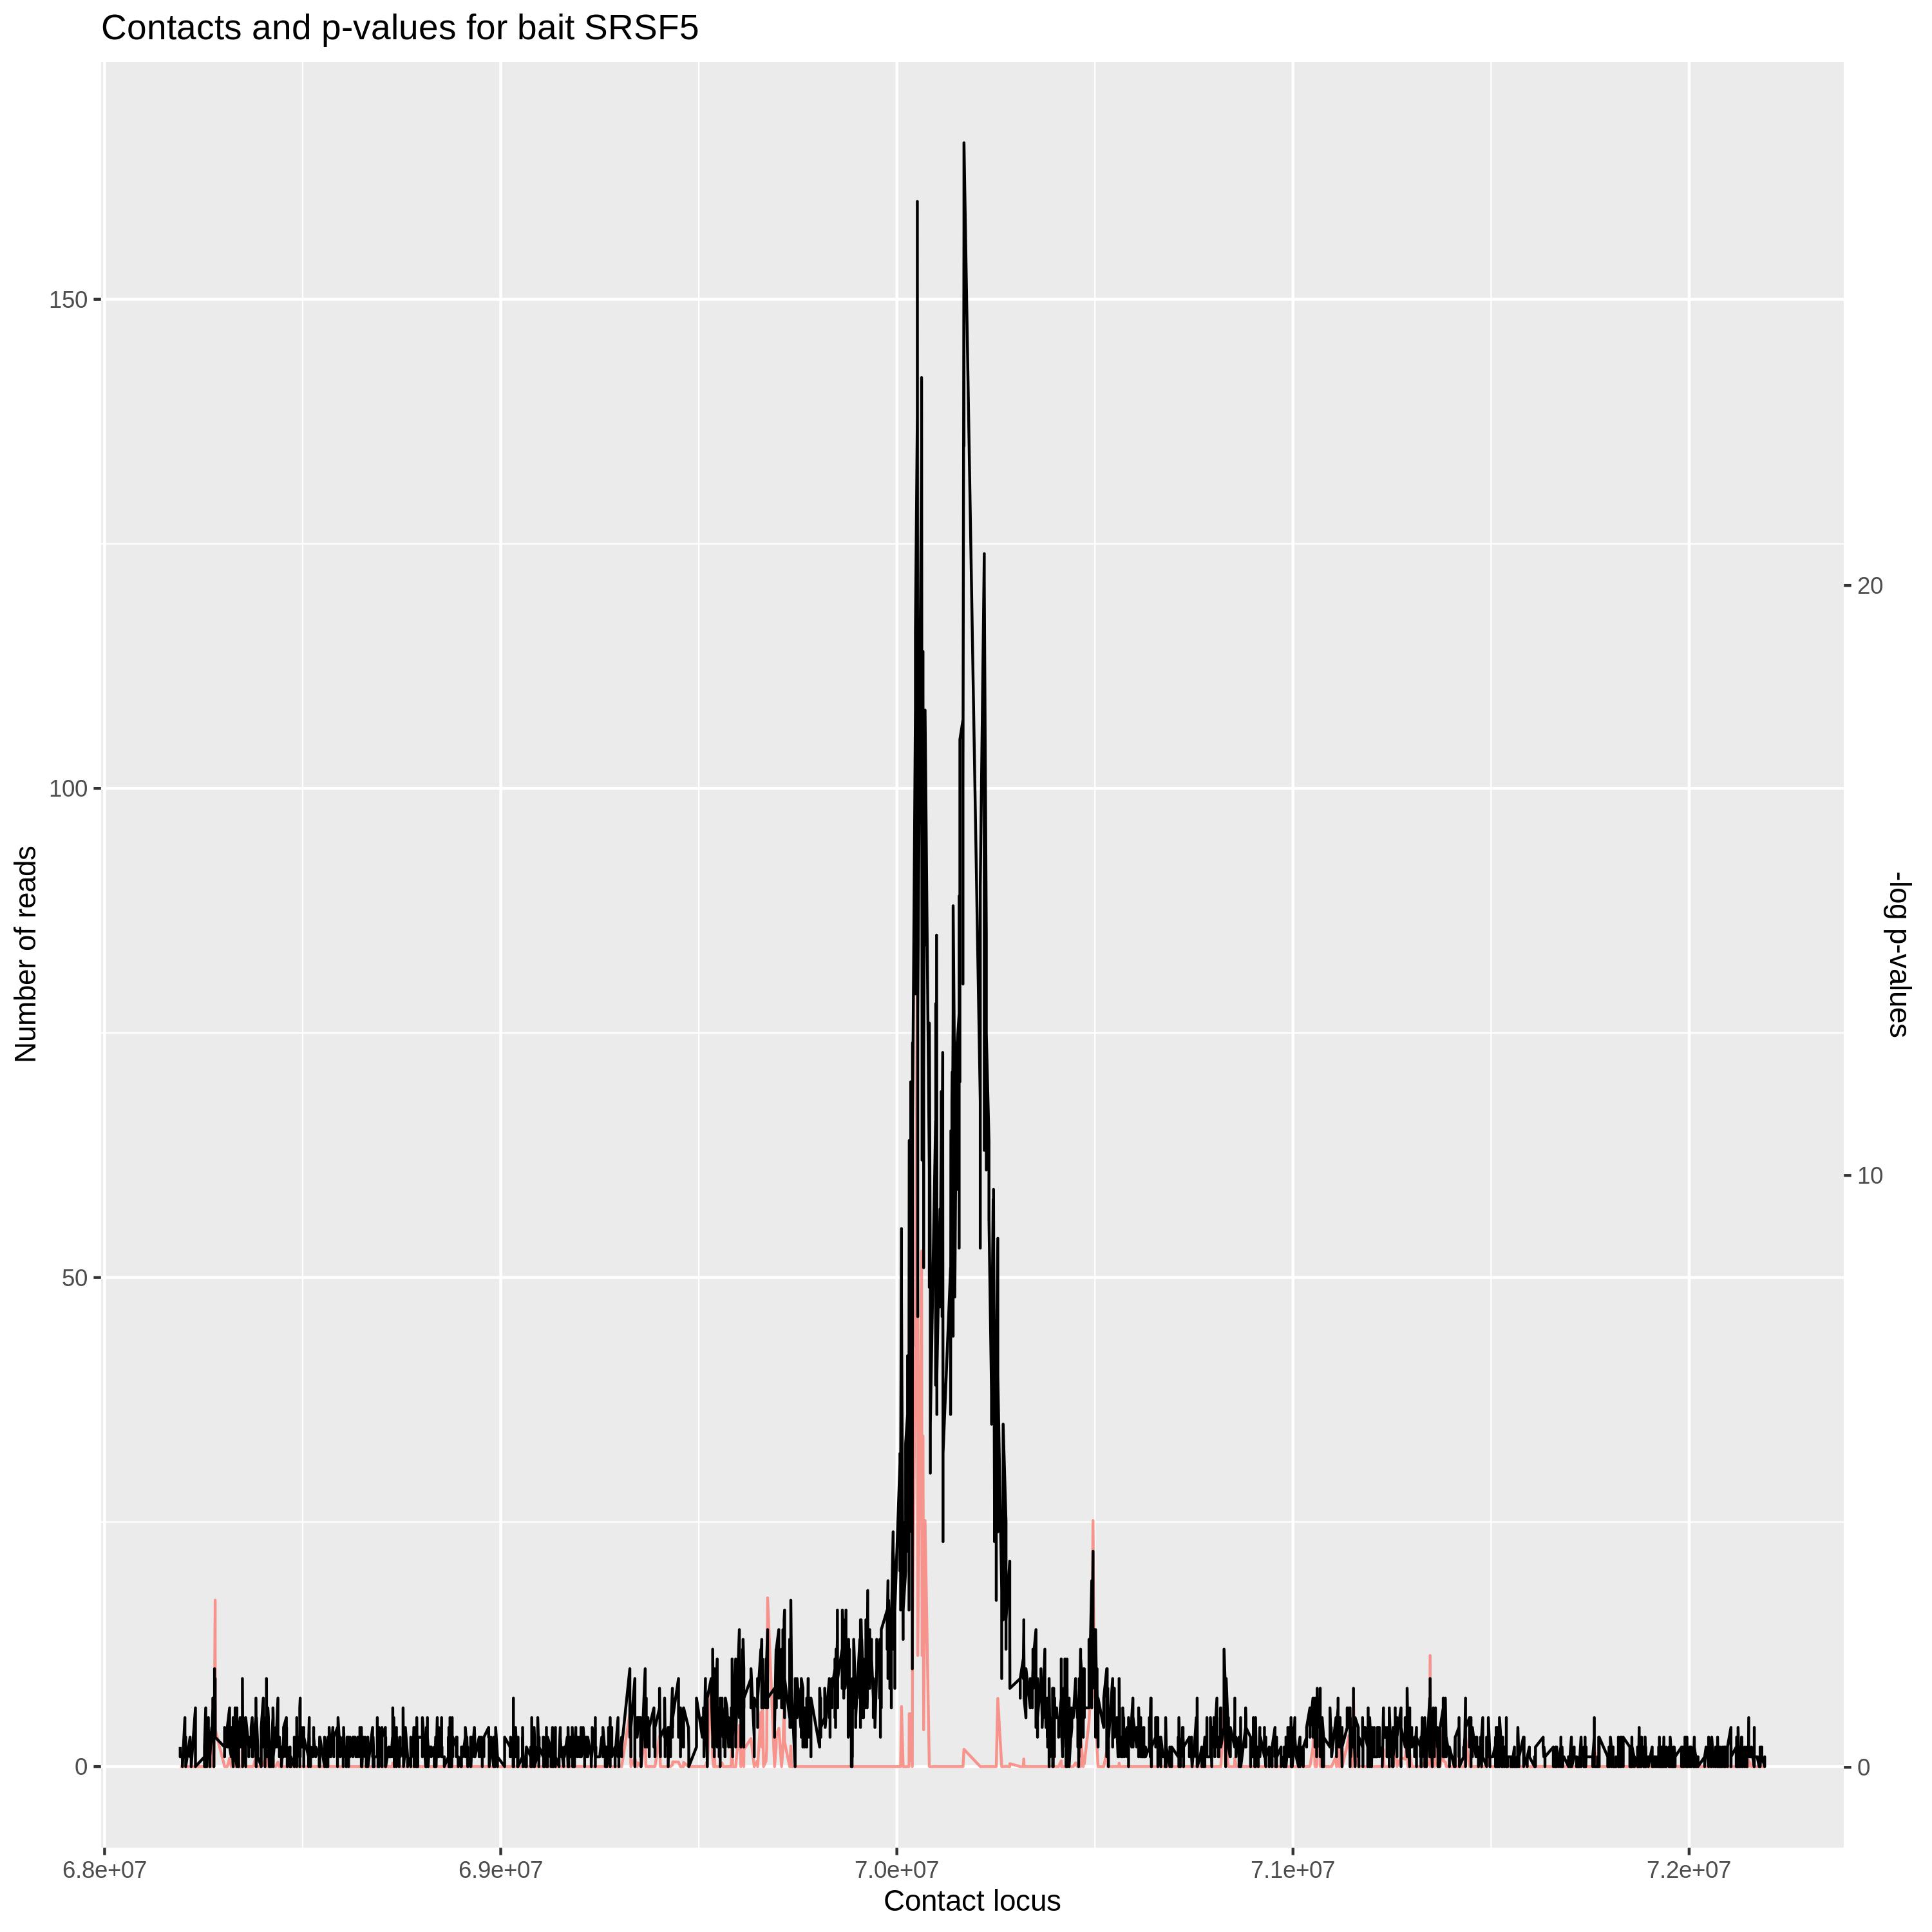 Contacts and p-values for bait SRSF5
150
100
50
0
Number of reads
20
10
0
-log p-values
6.8e+07
6.9e+07
7.0e+07
7.1e+07
7.2e+07
Contact locus